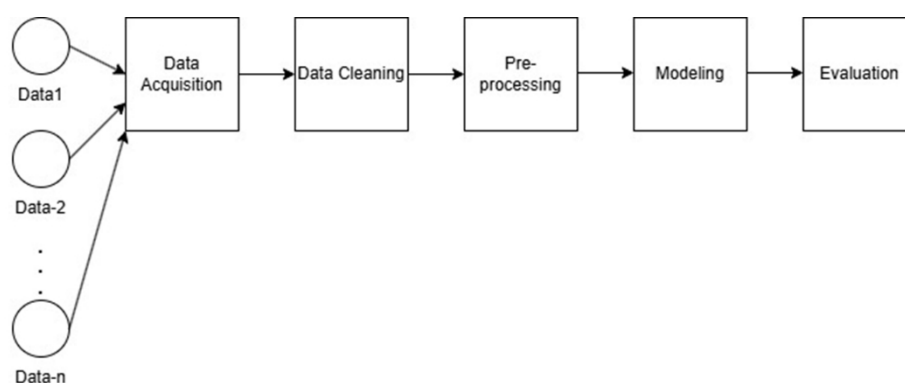 Data1
Data-2
.
.
.
Data-n
Data
Acquisition
Data Cleaning
Pre-
processing
Modeling
Evaluation